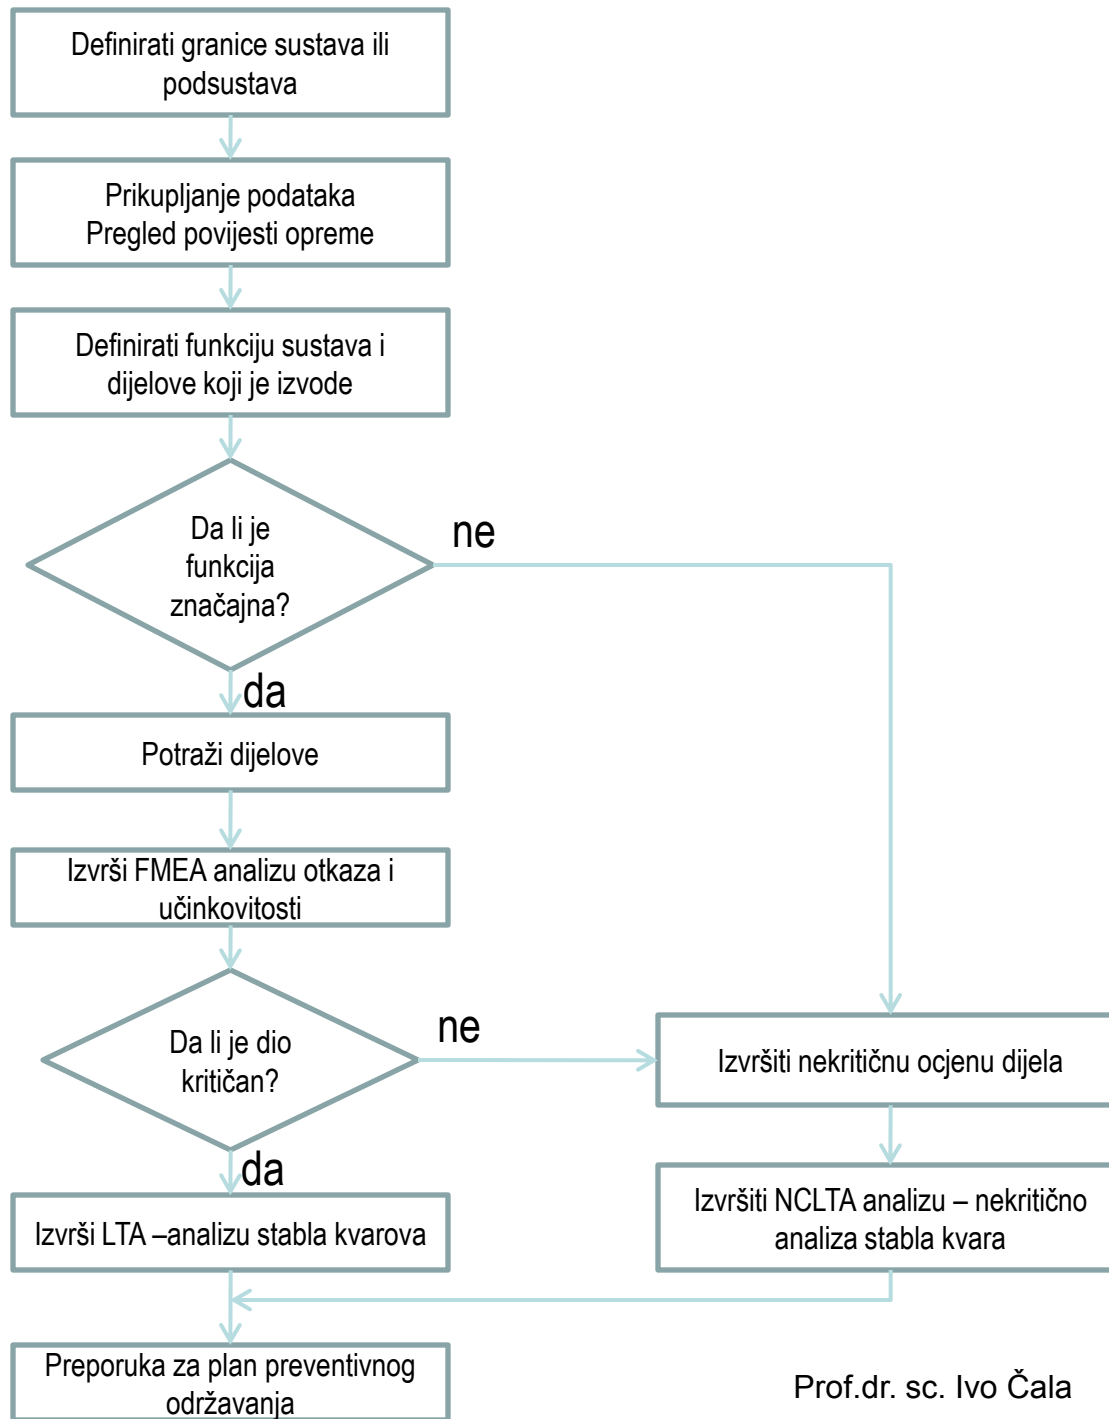 Definirati granice sustava ili
podsustava
Prikupljanje podataka
Pregled povijesti opreme
Definirati funkciju sustava i
dijelove koji je izvode
Da li je
funkcija
značajna?
ne
da
Potraži dijelove
Izvrši FMEA analizu otkaza i
učinkovitosti
Da li je dio
kritičan?
ne
Izvršiti nekritičnu ocjenu dijela
da
Izvrši LTA –analizu stabla kvarova
Izvršiti NCLTA analizu – nekritično
analiza stabla kvara
Preporuka za plan preventivnog
održavanja
Prof.dr. sc. Ivo Čala